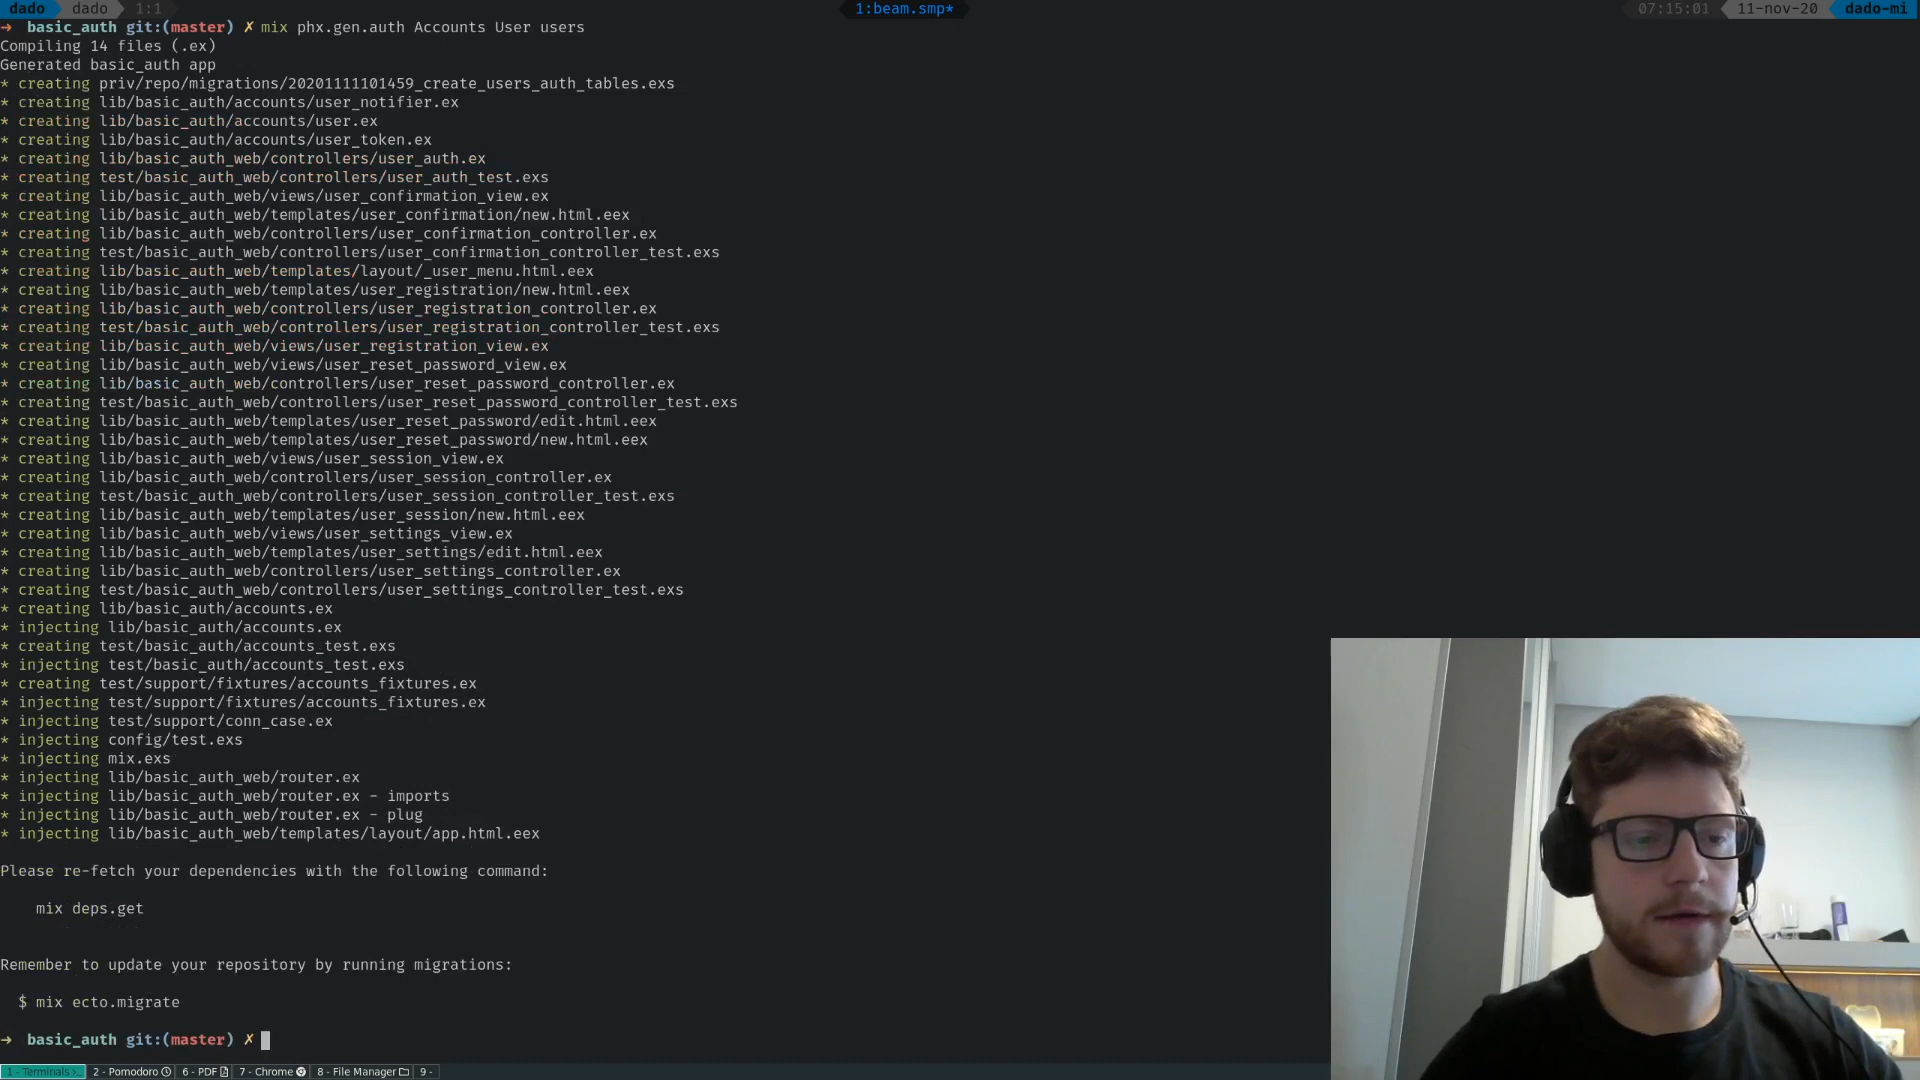 dado dado 1:1 1:beam.smp* 07:15:01 11-nov-20 dado-mi
→ basic_auth git:(master) ✗ mix phx.gen.auth Accounts User users
Compiling 14 files (.ex)
Generated basic_auth app
* creating priv/repo/migrations/20201111101459_create_users_auth_tables.exs
* creating lib/basic_auth/accounts/user_notifier.ex
* creating lib/basic_auth/accounts/user.ex
* creating lib/basic_auth/accounts/user_token.ex
* creating lib/basic_auth_web/controllers/user_auth.ex
* creating test/basic_auth_web/controllers/user_auth_test.exs
* creating lib/basic_auth_web/views/user_confirmation_view.ex
* creating lib/basic_auth_web/templates/user_confirmation/new.html.eex
* creating lib/basic_auth_web/controllers/user_confirmation_controller.ex
* creating test/basic_auth_web/controllers/user_confirmation_controller_test.exs
* creating lib/basic_auth_web/templates/layout/_user_menu.html.eex
* creating lib/basic_auth_web/templates/user_registration/new.html.eex
* creating lib/basic_auth_web/controllers/user_registration_controller.ex
* creating test/basic_auth_web/controllers/user_registration_controller_test.exs
* creating lib/basic_auth_web/views/user_registration_view.ex
* creating lib/basic_auth_web/views/user_reset_password_view.ex
* creating lib/basic_auth_web/controllers/user_reset_password_controller.ex
* creating test/basic_auth_web/controllers/user_reset_password_controller_test.exs
* creating lib/basic_auth_web/templates/user_reset_password/edit.html.eex
* creating lib/basic_auth_web/templates/user_reset_password/new.html.eex
* creating lib/basic_auth_web/views/user_session_view.ex
* creating lib/basic_auth_web/controllers/user_session_controller.ex
* creating test/basic_auth_web/controllers/user_session_controller_test.exs
* creating lib/basic_auth_web/templates/user_session/new.html.eex
* creating lib/basic_auth_web/views/user_settings_view.ex
* creating lib/basic_auth_web/templates/user_settings/edit.html.eex
* creating lib/basic_auth_web/controllers/user_settings_controller.ex
* creating test/basic_auth_web/controllers/user_settings_controller_test.exs
* creating lib/basic_auth/accounts.ex
* injecting lib/basic_auth/accounts.ex
* creating test/basic_auth/accounts_test.exs
* injecting test/basic_auth/accounts_test.exs
* creating test/support/fixtures/accounts_fixtures.ex
* injecting test/support/fixtures/accounts_fixtures.ex
* injecting test/support/conn_case.ex
* injecting config/test.exs
* injecting mix.exs
* injecting lib/basic_auth_web/router.ex
* injecting lib/basic_auth_web/router.ex - imports
* injecting lib/basic_auth_web/router.ex - plug
* injecting lib/basic_auth_web/templates/layout/app.html.eex
Please re-fetch your dependencies with the following command:
mix deps.get
Remember to update your repository by running migrations:
$ mix ecto.migrate
→ basic_auth git:(master) ✗
1 - Terminals 2 - Pomodoro 6 - PDF 7 - Chrome 8 - File Manager 9 -